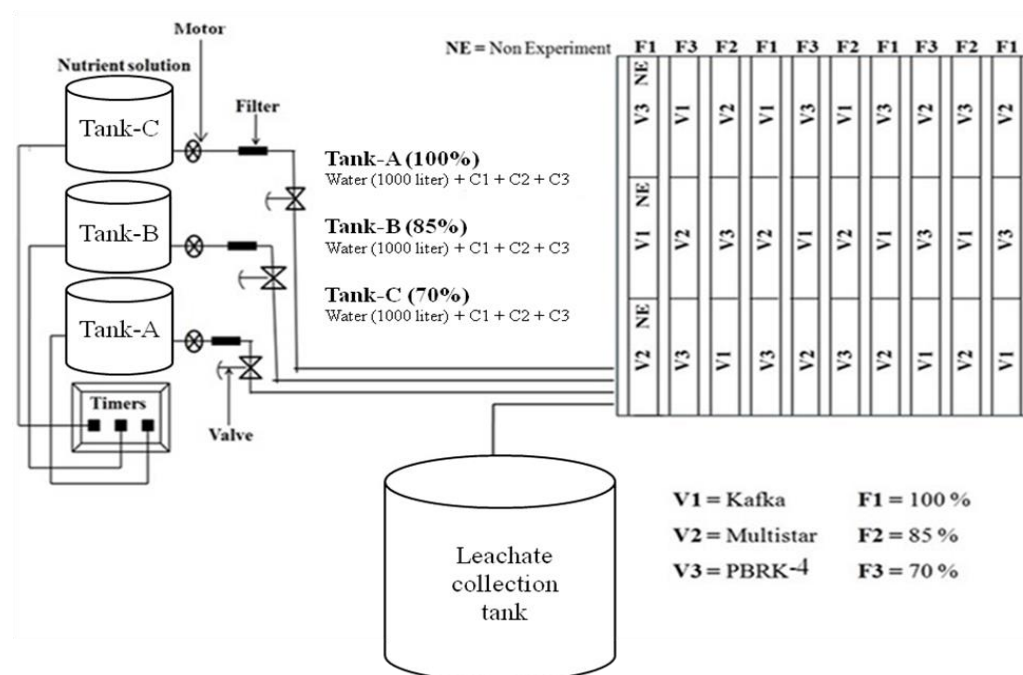 Motor
Nutrient solution
Filter
Tank-C
Tank-B
Tank-A
Timers
Valve
Tank-A (100%)
Water (1000 liter) + C1 + C2 + C3
Tank-B (85%)
Water (1000 liter) + C1 + C2 + C3
Tank-C (70%)
Water (1000 liter) + C1 + C2 + C3
NE = Non Experiment F1 F3 F2 F1 F3 F2 F1 F3 F2 F1
NE
V3 V1 V2 V1 V3 V1 V3 V2 V3 V2
NE
V1 V2 V3 V2 V1 V2 V1 V3 V1 V3
NE
V2 V3 V1 V3 V2 V3 V2 V1 V2 V1
Leachate
collection
tank
V1 = Kafka F1 = 100 %
V2 = Multistar F2 = 85 %
V3 = PBRK-4 F3 = 70 %